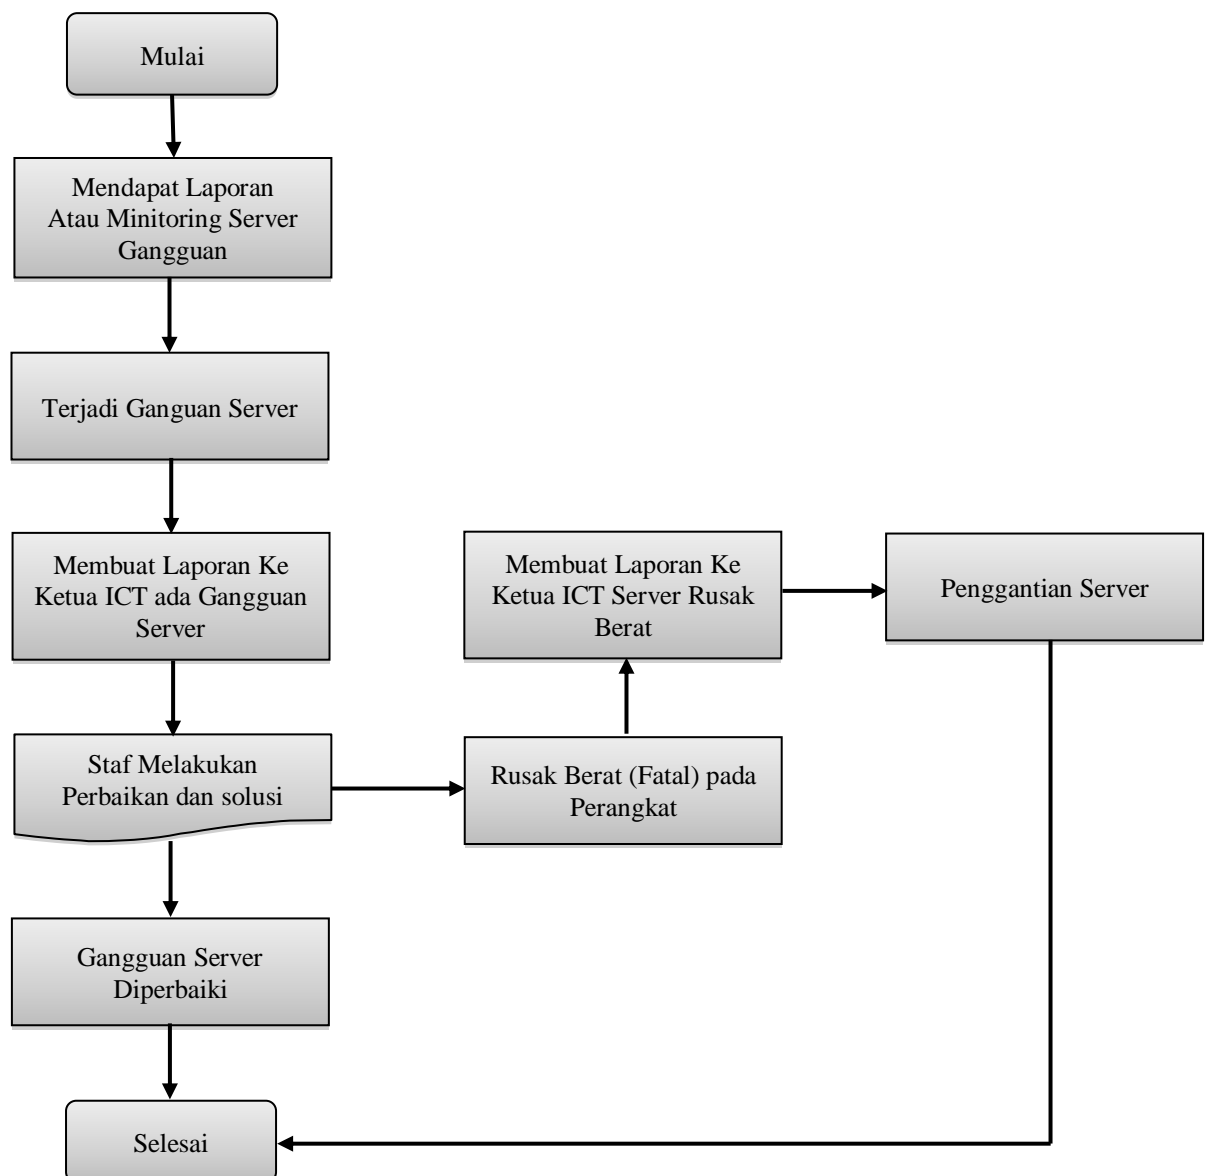 Mulai
Mendapat Laporan
Atau Minitoring Server
Gangguan
Terjadi Ganguan Server
Membuat Laporan Ke
Ketua ICT ada Gangguan
Server
Membuat Laporan Ke
Ketua ICT Server Rusak
Berat
Penggantian Server
Staf Melakukan
Perbaikan dan solusi
Rusak Berat (Fatal) pada
Perangkat
Gangguan Server
Diperbaiki
Selesai